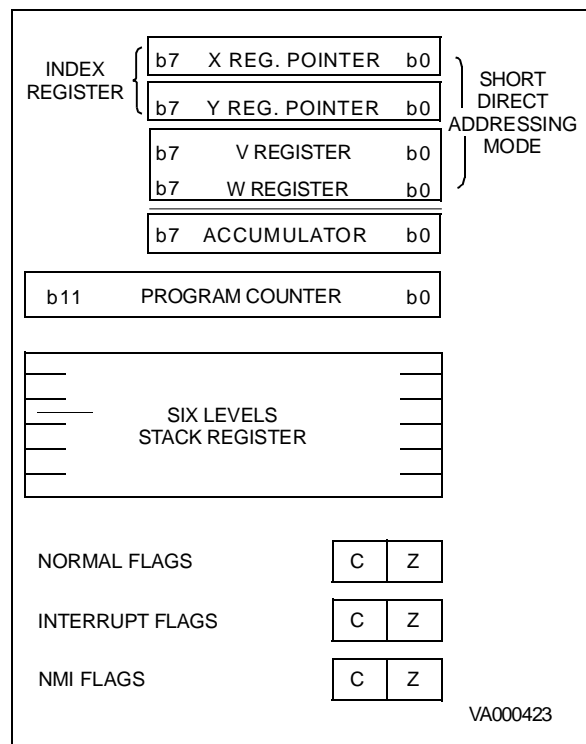 INDEX
REGISTER
b7 X REG. POINTER b0
b7 Y REG. POINTER b0
b7 V REGISTER b0
b7 W REGISTER b0
b7 ACCUMULATOR b0
SHORT
DIRECT
ADDRESSING
MODE
b11 PROGRAM COUNTER b0
SIX LEVELS
STACK REGISTER
NORMAL FLAGS C Z
INTERRUPT FLAGS C Z
NMI FLAGS C Z
VA000423